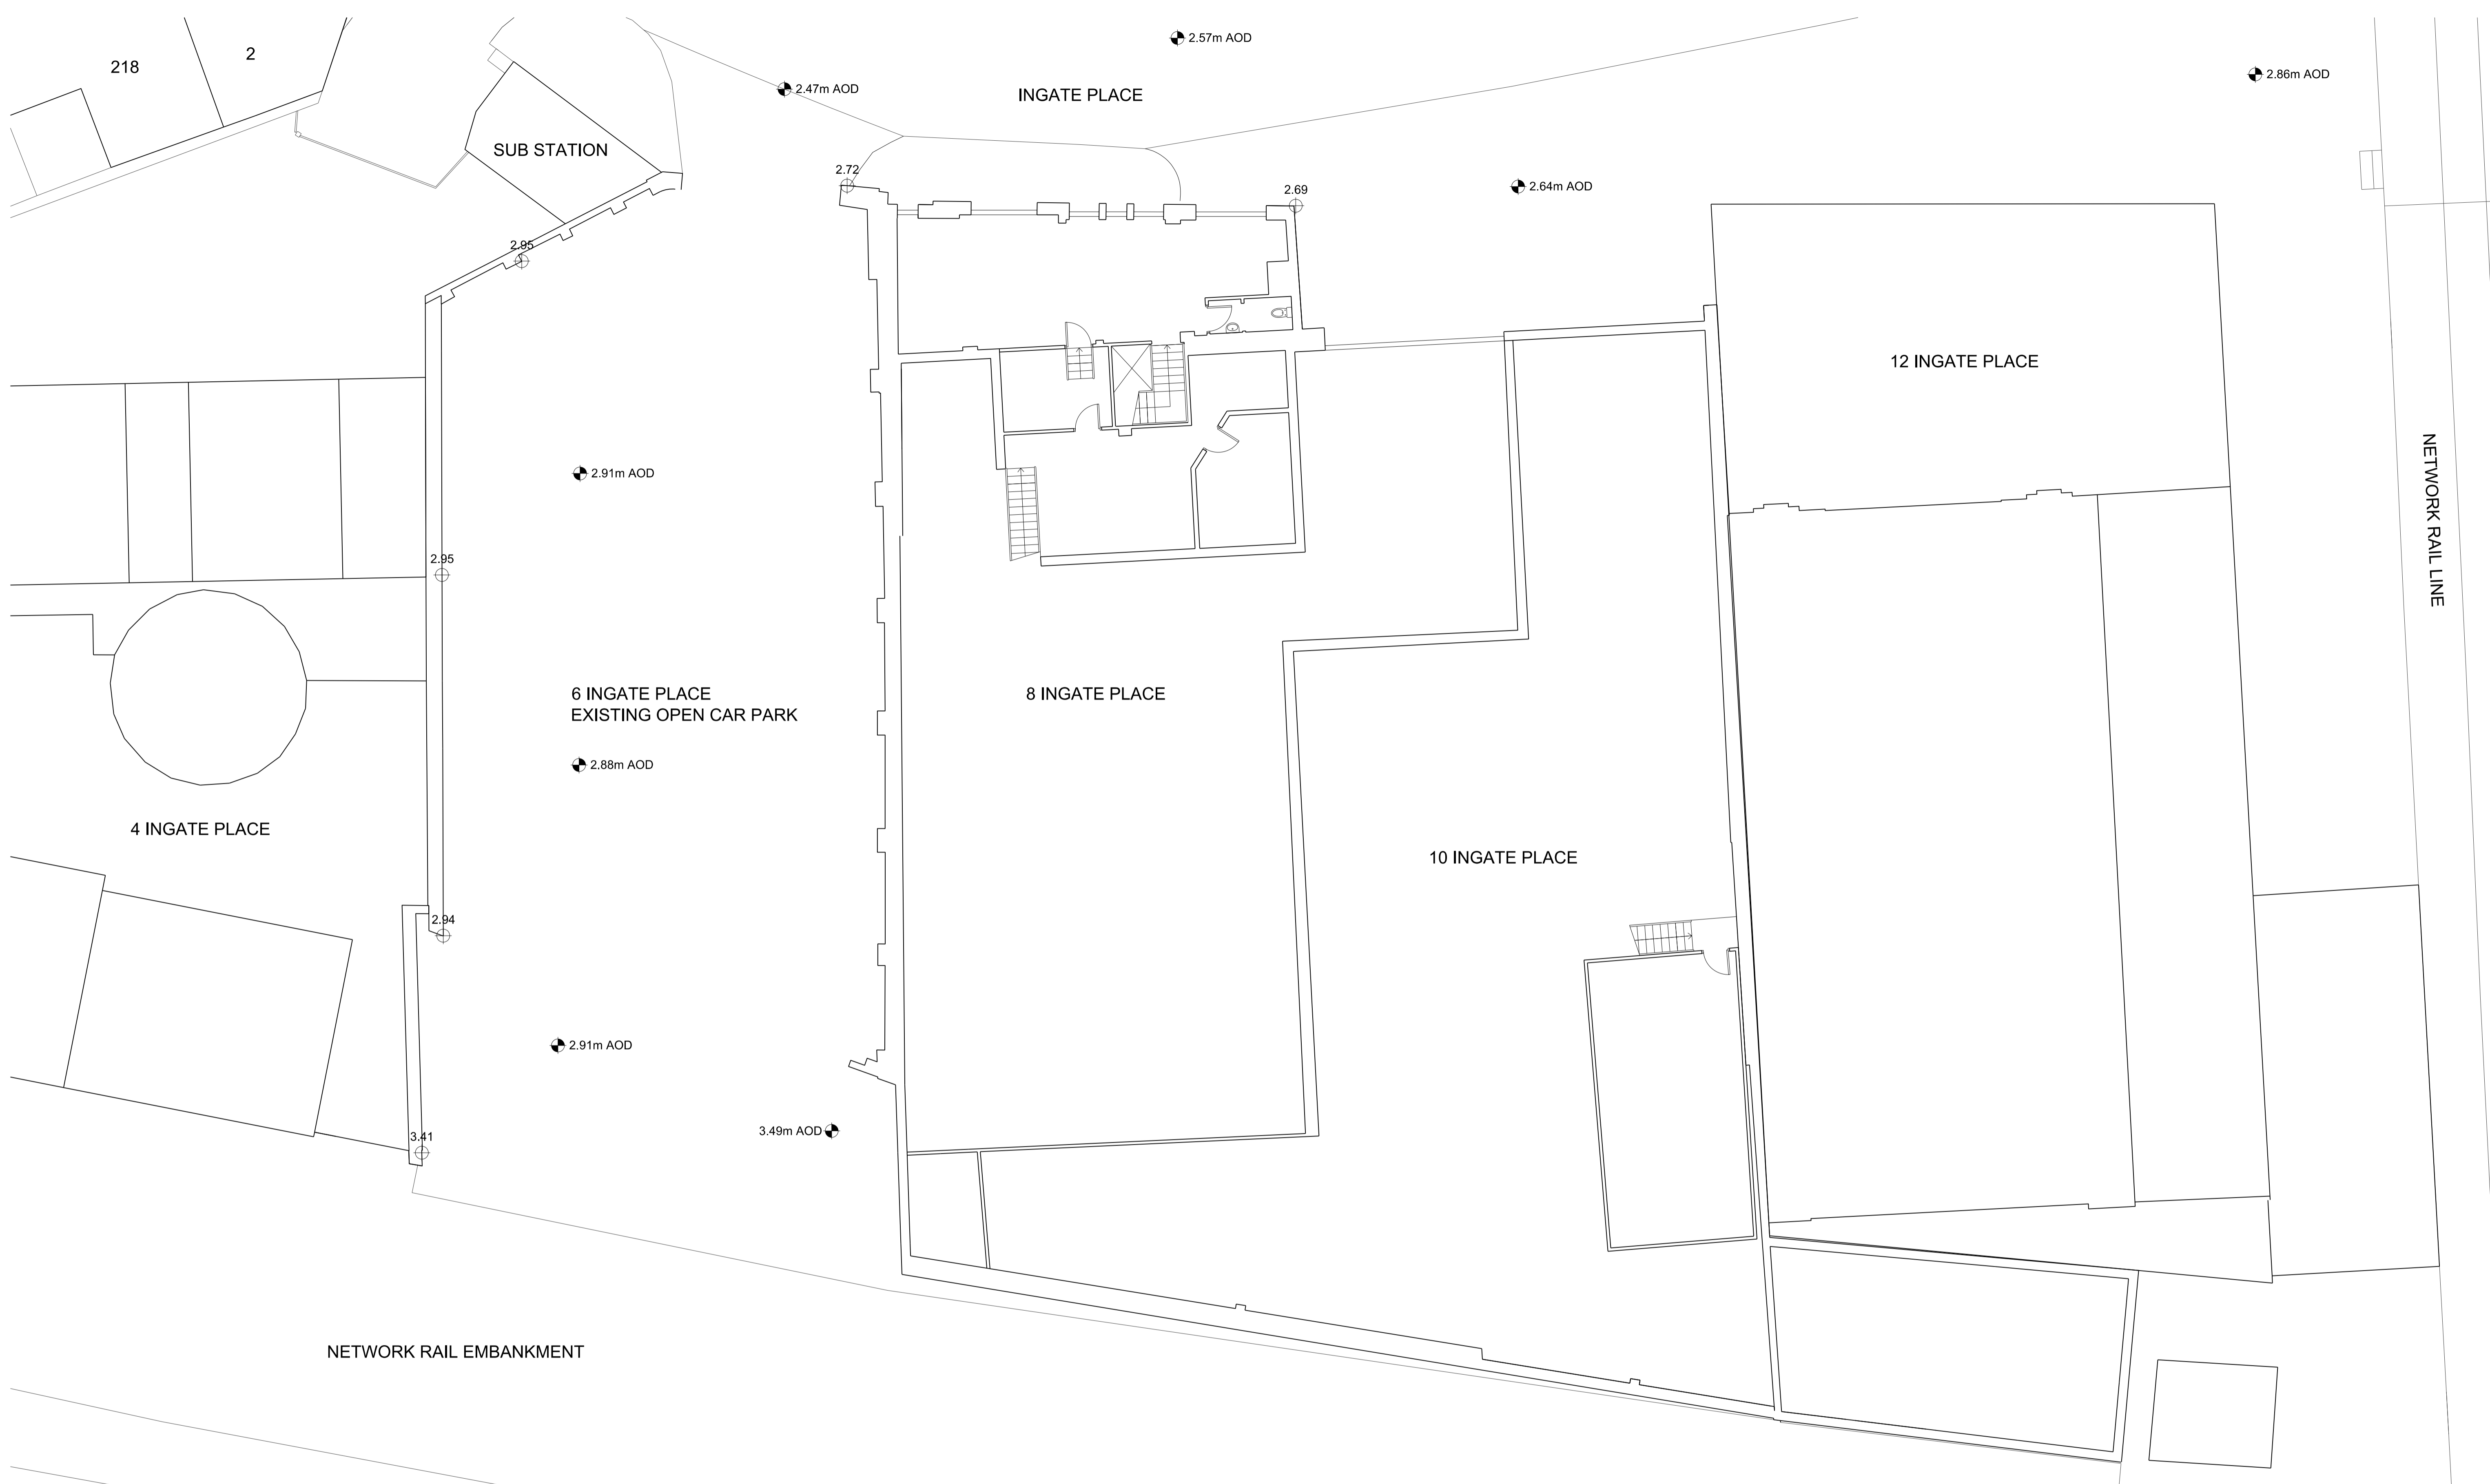 218
2
2.57m AOD
2.47m AOD
INGATE PLACE
2.86m AOD
SUB STATION
2.72
2.69
2.64m AOD
2.95
12 INGATE PLACE
2.91m AOD
NETWORK RAIL LINE
2.95
6 INGATE PLACE
EXISTING OPEN CAR PARK
8 INGATE PLACE
2.88m AOD
4 INGATE PLACE
10 INGATE PLACE
2.94
2.91m AOD
3.49m AOD
3.41
NETWORK RAIL EMBANKMENT